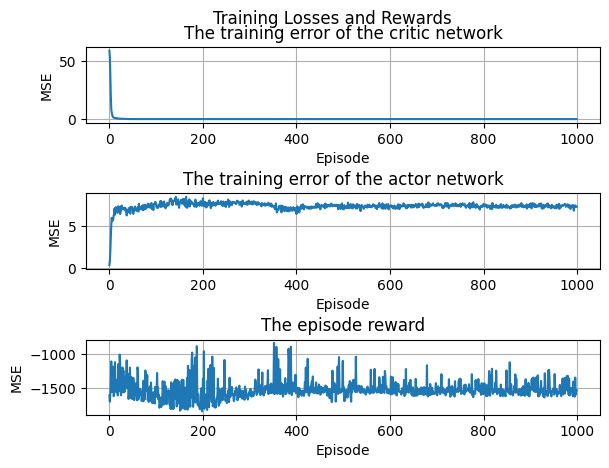 Training Losses and Rewards
The training error of the critic network
50
0
MSE
0 200 400 600 800 1000
Episode
The training error of the actor network
5
0
MSE
0 200 400 600 800 1000
Episode
The episode reward
−1000
−1500
MSE
0 200 400 600 800 1000
Episode